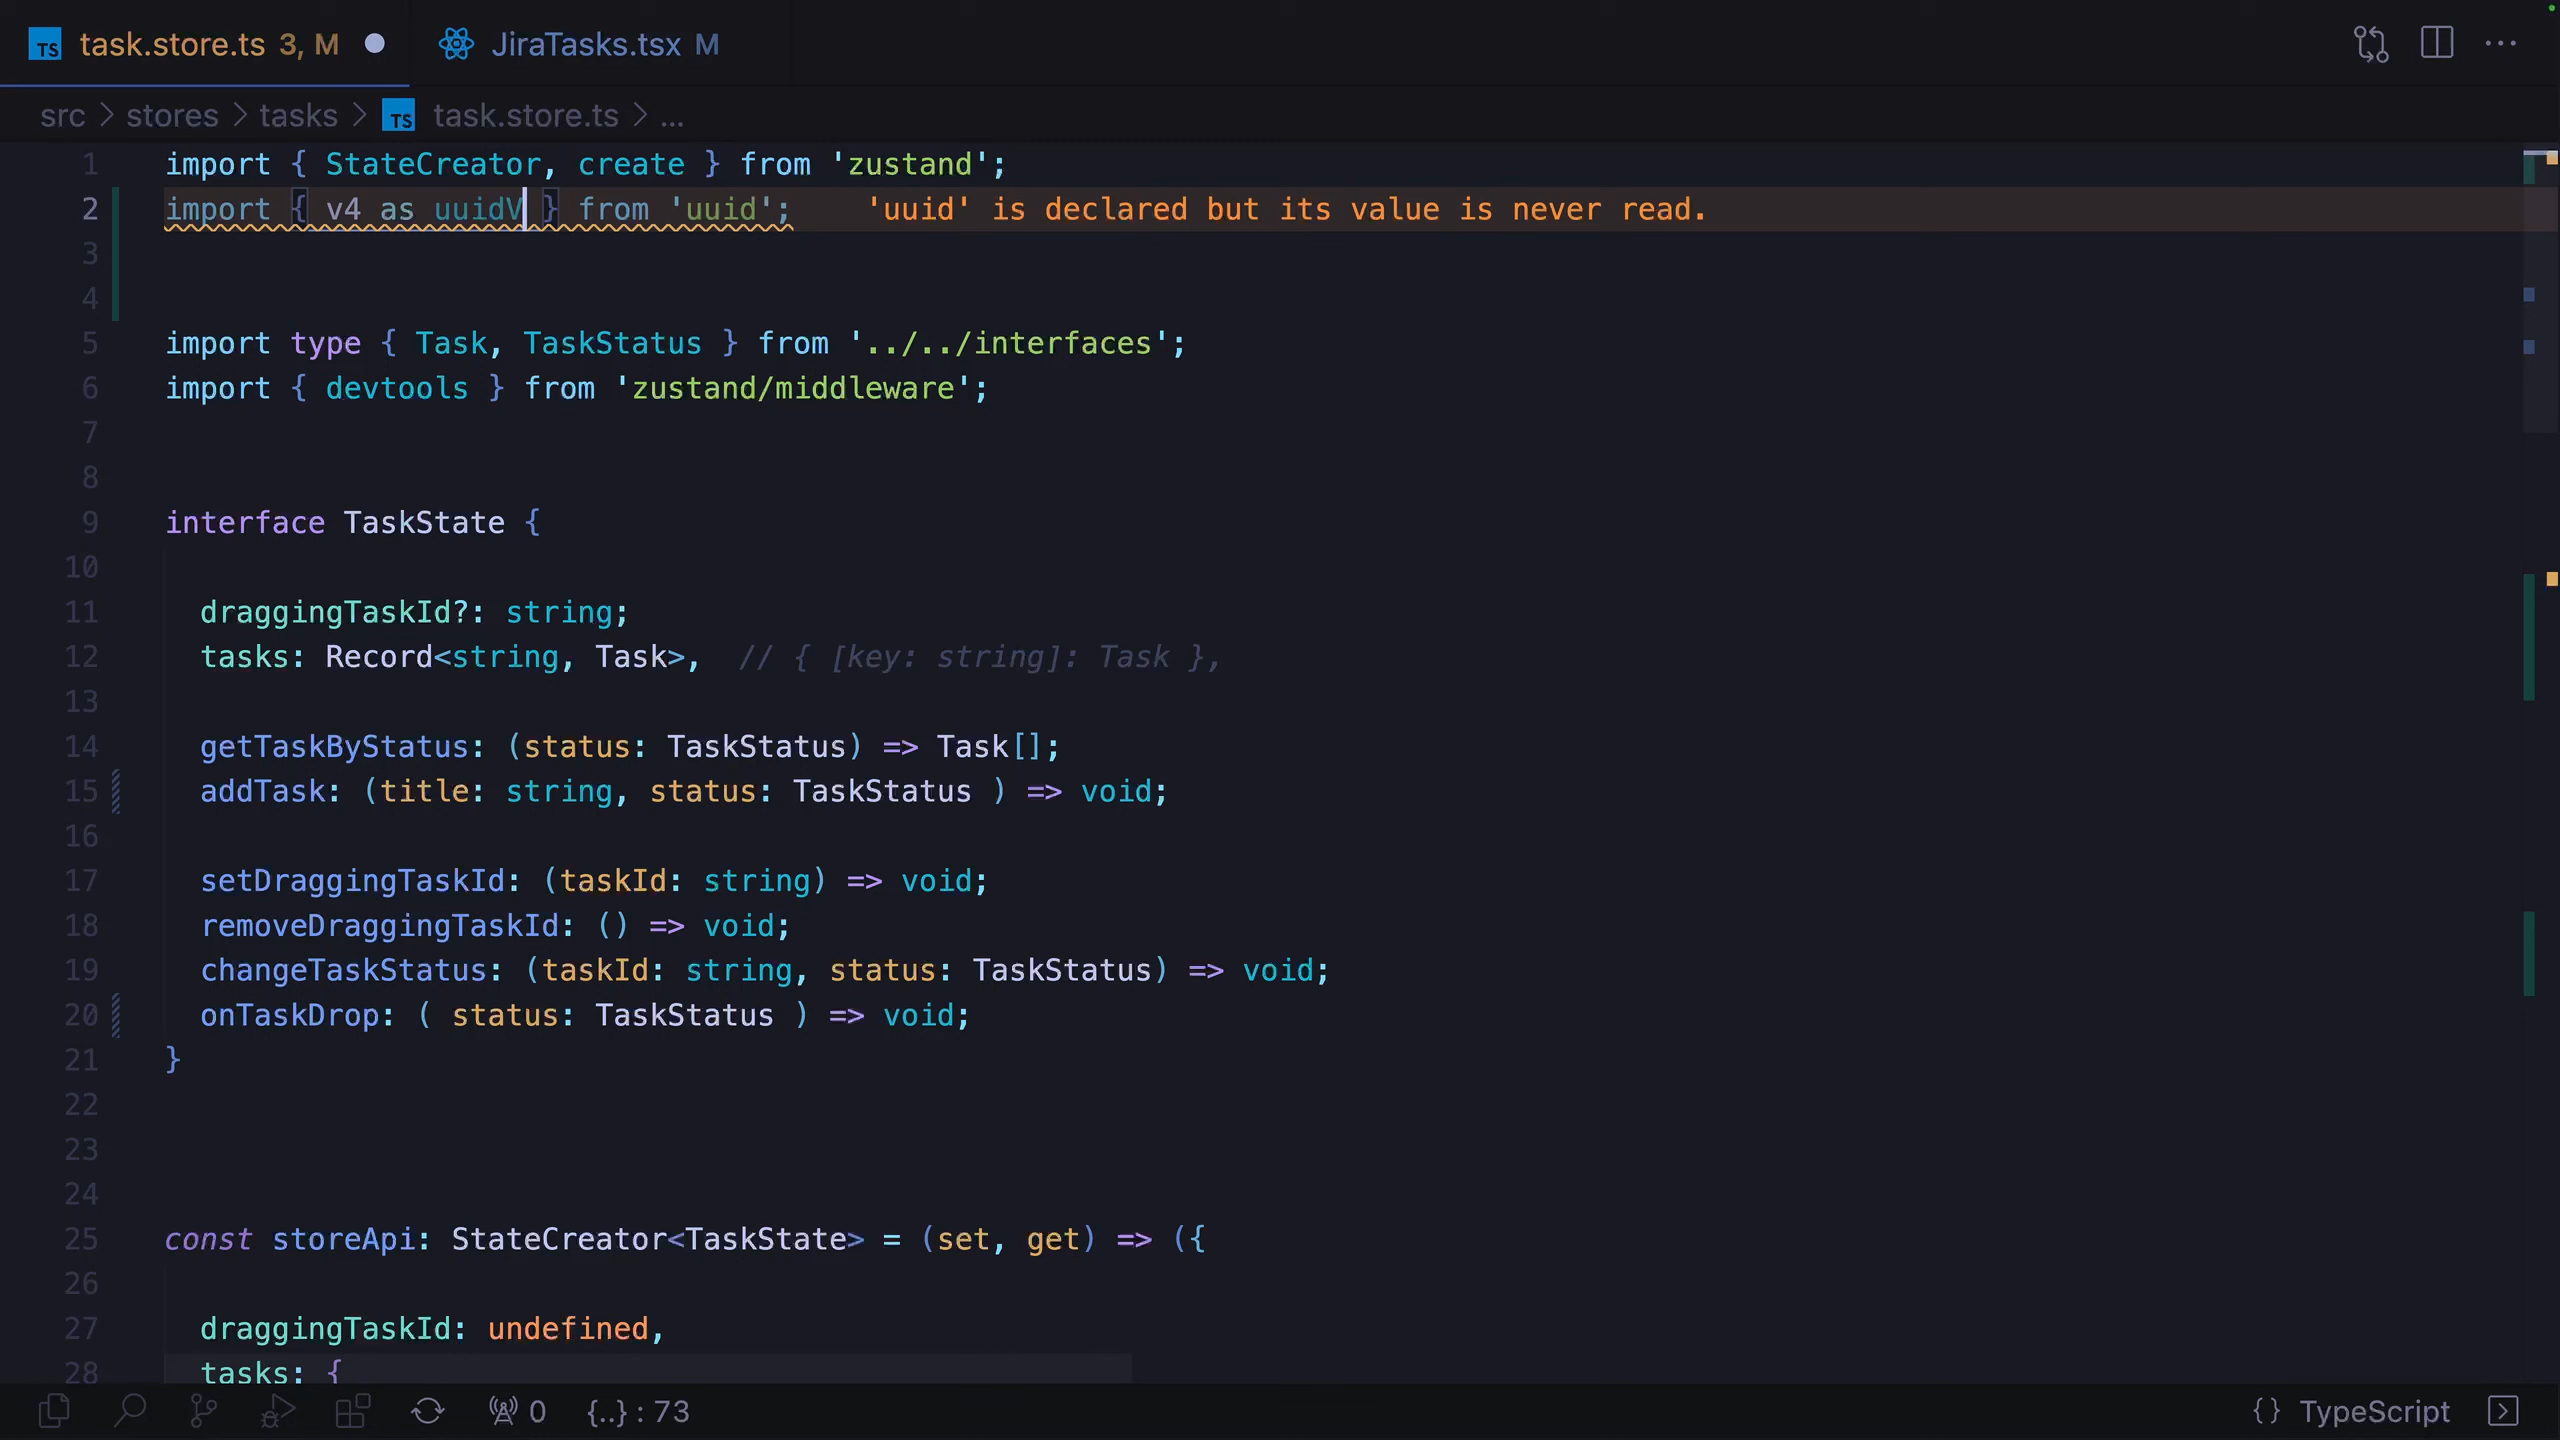 task.store.ts 3, M
JiraTasks.tsx M
src > stores > tasks > TS task.store.ts > ...
1 import { StateCreator, create } from 'zustand';
2 import { v4 as uuidV } from 'uuid'; 'uuid' is declared but its value is never read.
3
4
5 import type { Task, TaskStatus } from '../../interfaces';
6 import { devtools } from 'zustand/middleware';
7
8
9 interface TaskState {
10
11 draggingTaskId?: string;
12 tasks: Record<string, Task>, // { [key: string]: Task },
13
14 getTaskByStatus: (status: TaskStatus) => Task[];
15 addTask: (title: string, status: TaskStatus ) => void;
16
17 setDraggingTaskId: (taskId: string) => void;
18 removeDraggingTaskId: () => void;
19 changeTaskStatus: (taskId: string, status: TaskStatus) => void;
20 onTaskDrop: ( status: TaskStatus ) => void;
21 }
22
23
24
25 const storeApi: StateCreator<TaskState> = (set, get) => ({
26
27 draggingTaskId: undefined,
28 tasks: {
0 {..} : 73 {} TypeScript